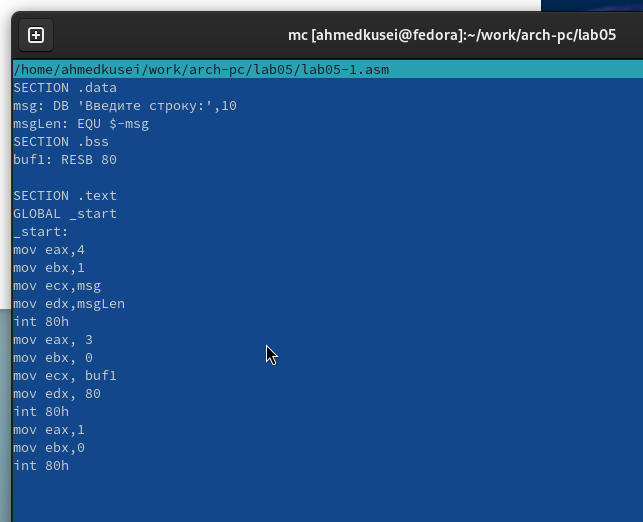 mc [ahmedkusei@fedora]:~/work/arch-pc/lab05
/home/ahmedkusei/work/arch-pc/lab05/lab05-1.asm
SECTION .data
msg: DB 'Введите строку:',10
msgLen: EQU $-msg
SECTION .bss
buf1: RESB 80
SECTION .text
GLOBAL _start
_start:
mov eax,4
mov ebx,1
mov ecx,msg
mov edx,msgLen
int 80h
mov eax, 3
mov ebx, 0
mov ecx, buf1
mov edx, 80
int 80h
mov eax,1
mov ebx,0
int 80h